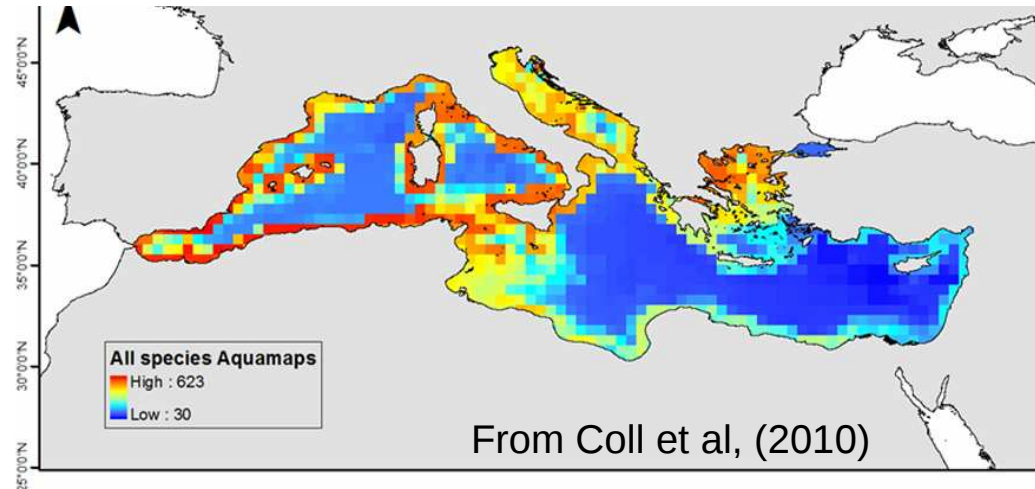 45°0'0"N
40°0'0"N
35°0'0"N
30°0'0"N
25°0'0"N
All species Aquamaps
High : 623
Low : 30
From Coll et al, (2010)